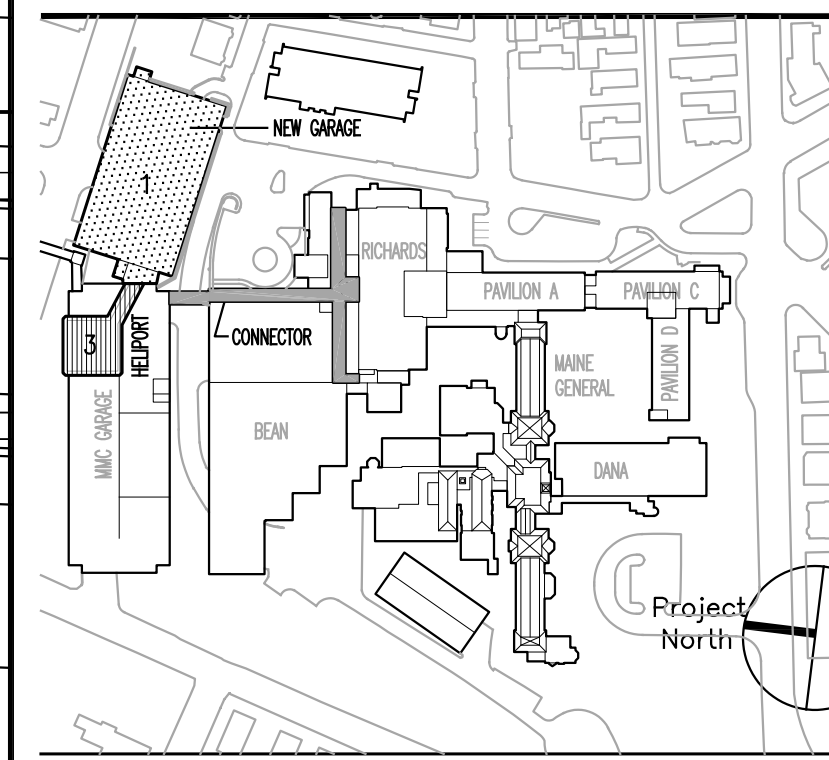 NEW GARAGE
1
RICHARDS
PAVILION A
PAVILION C
3
HELIPORT
CONNECTOR
MAINE
GENERAL
PAVILION D
MMC GARAGE
BEAN
DANA
Project
North